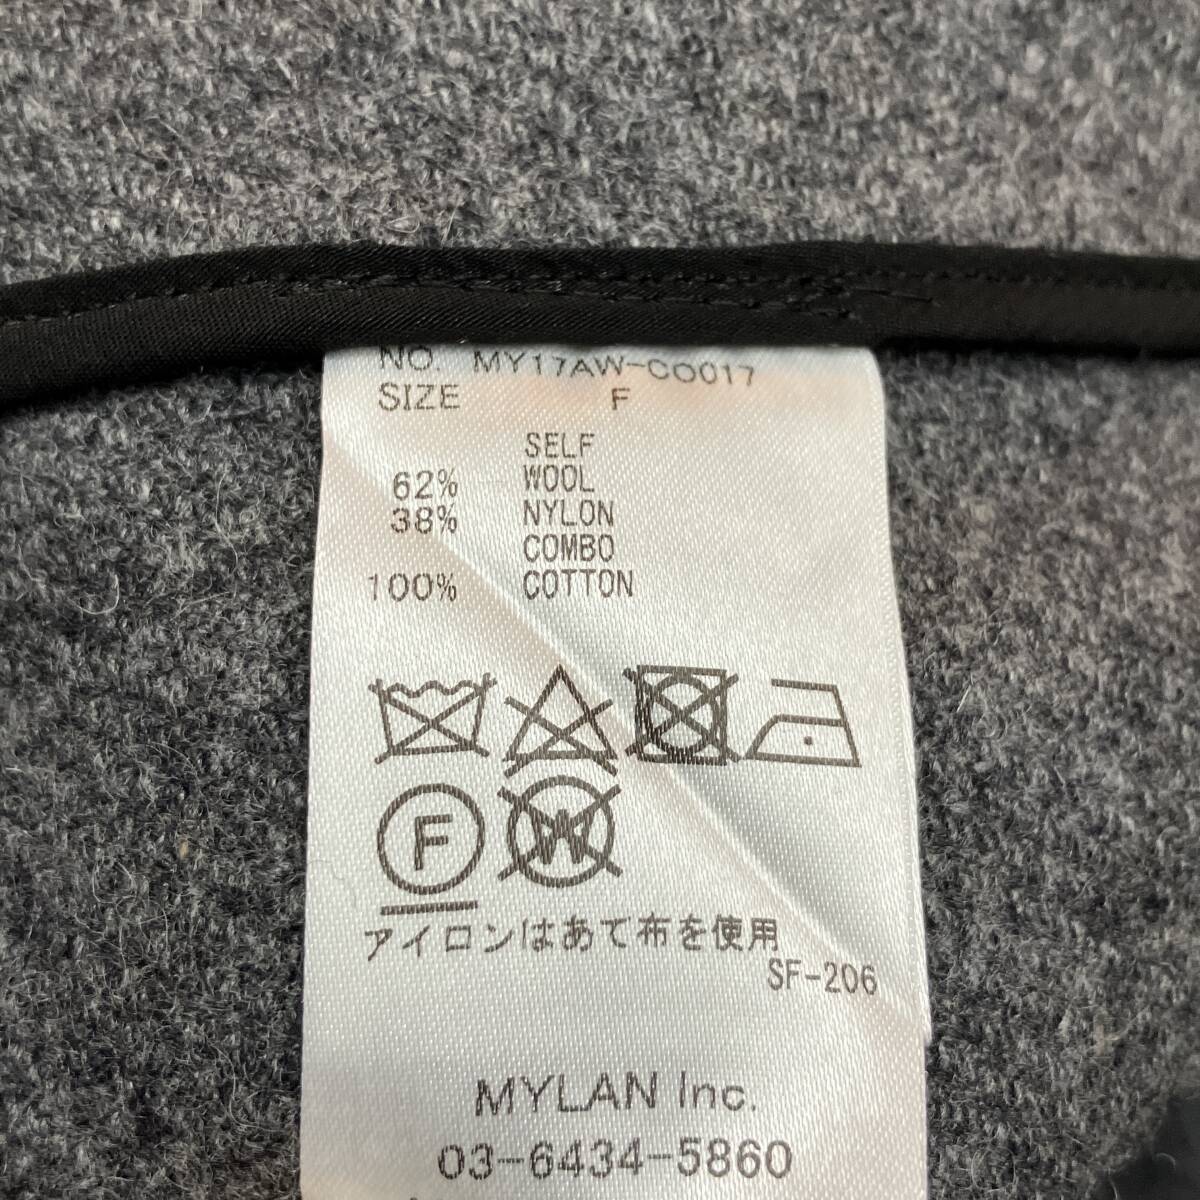 NO. MY17AW-CO017
SIZE F
SELF
62% WOOL
38% NYLON
COMBO
100% COTTON
F
W
アイロンはあて布を使用
SF-206
MYLAN Inc.
03-6434-5860